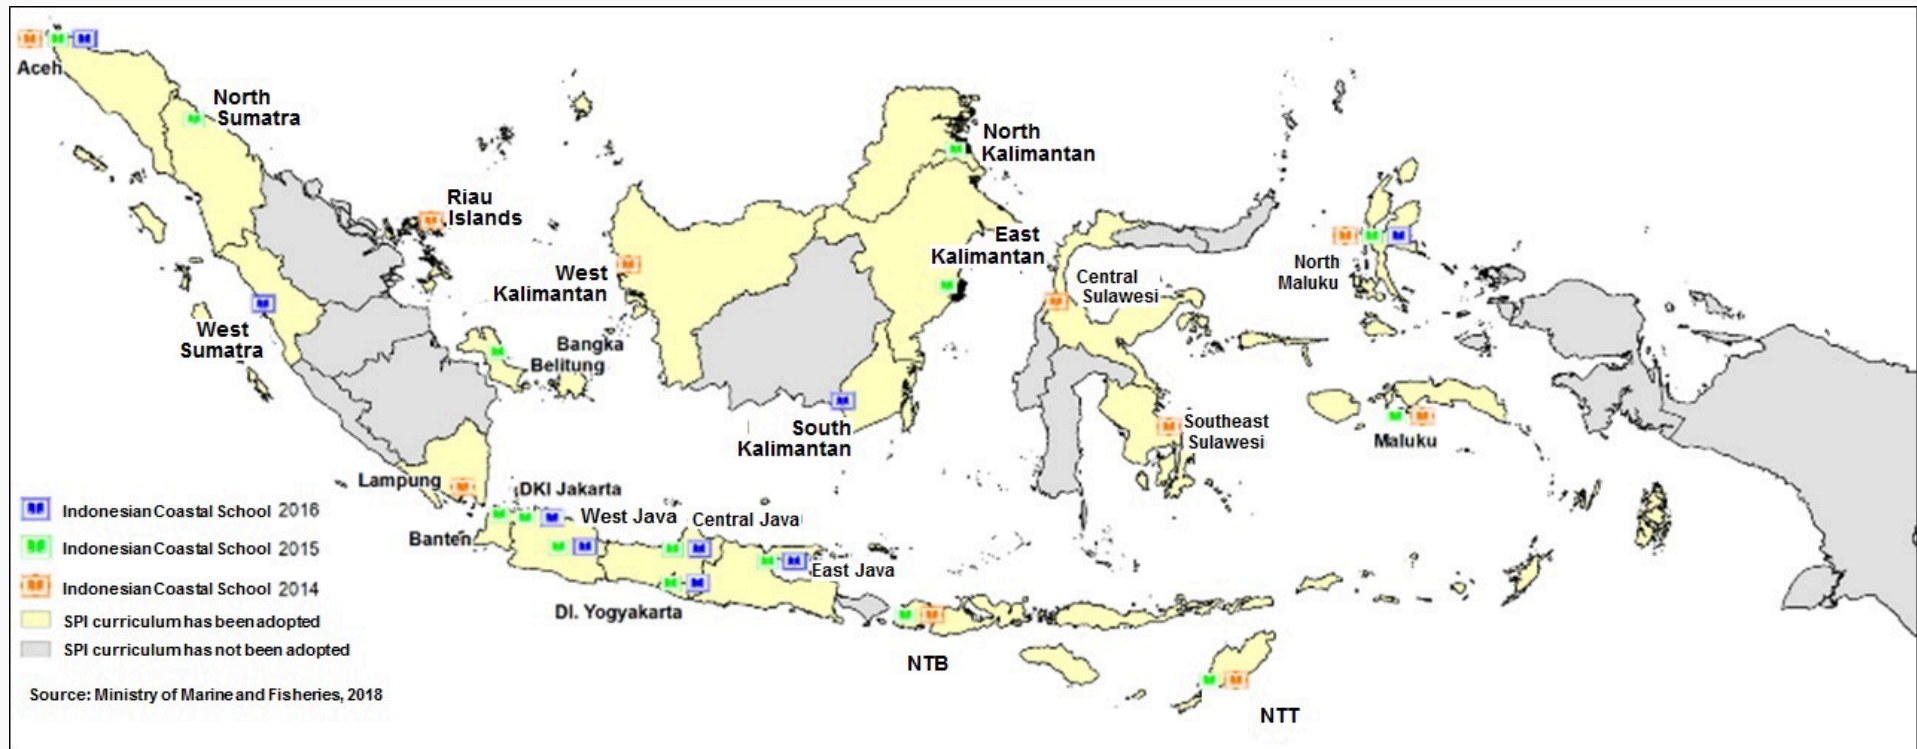 Aceh
North
Sumatra
Riau
Islands
West
Sumatra
Bangka
Belitung
Lampung
West
Kalimantan
North
Kalimantan
East
Kalimantan
South
Kalimantan
Central
Sulawesi
Southeast
Sulawesi
North
Maluku
Maluku
DKI Jakarta
Banten
West Java
Central Java
East Java
DI. Yogyakarta
NTB
NTT
Indonesian Coastal School 2016
Indonesian Coastal School 2015
Indonesian Coastal School 2014
SPI curriculum has been adopted
SPI curriculum has not been adopted
Source: Ministry of Marine and Fisheries, 2018